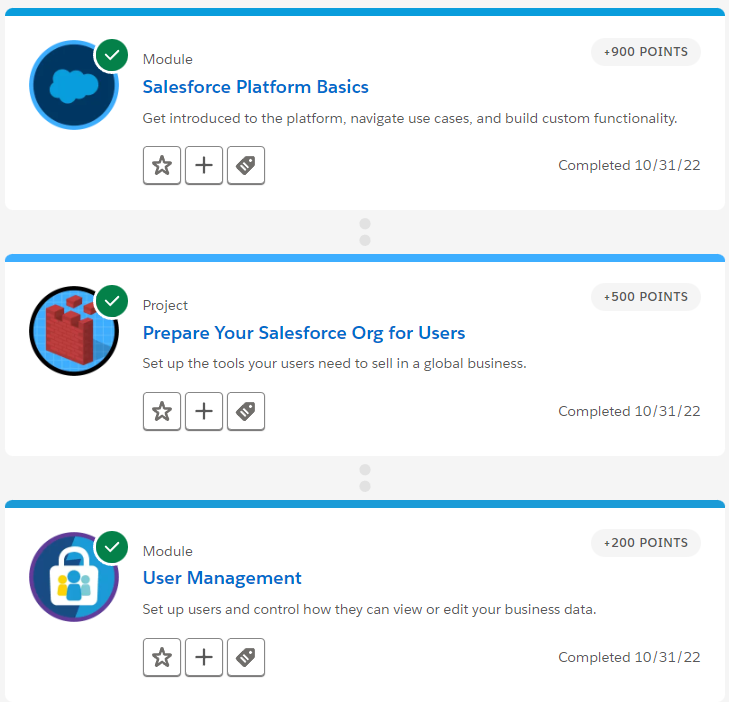 +900 POINTS
Module
Salesforce Platform Basics
Get introduced to the platform, navigate use cases, and build custom functionality.
Completed 10/31/22
+500 POINTS
Project
Prepare Your Salesforce Org for Users
Set up the tools your users need to sell in a global business.
Completed 10/31/22
+200 POINTS
Module
User Management
Set up users and control how they can view or edit your business data.
Completed 10/31/22